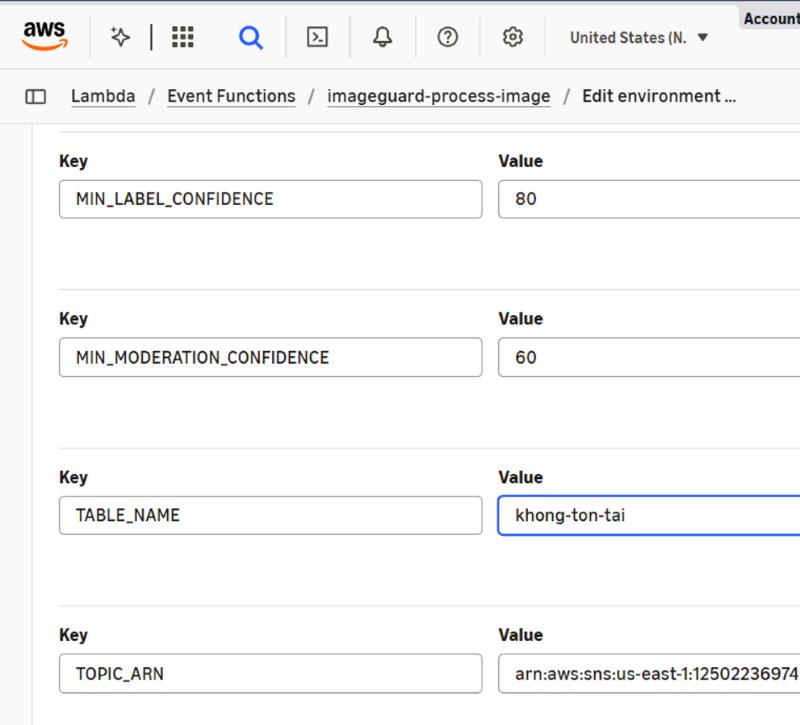 aws
United States (N.
Account
Lambda / Event Functions / imageguard-process-image / Edit environment ...
Key Value
MIN_LABEL_CONFIDENCE 80
Key Value
MIN_MODERATION_CONFIDENCE 60
Key Value
TABLE_NAME khong-ton-tai
Key Value
TOPIC_ARN arn:aws:sns:us-east-1:12502236974